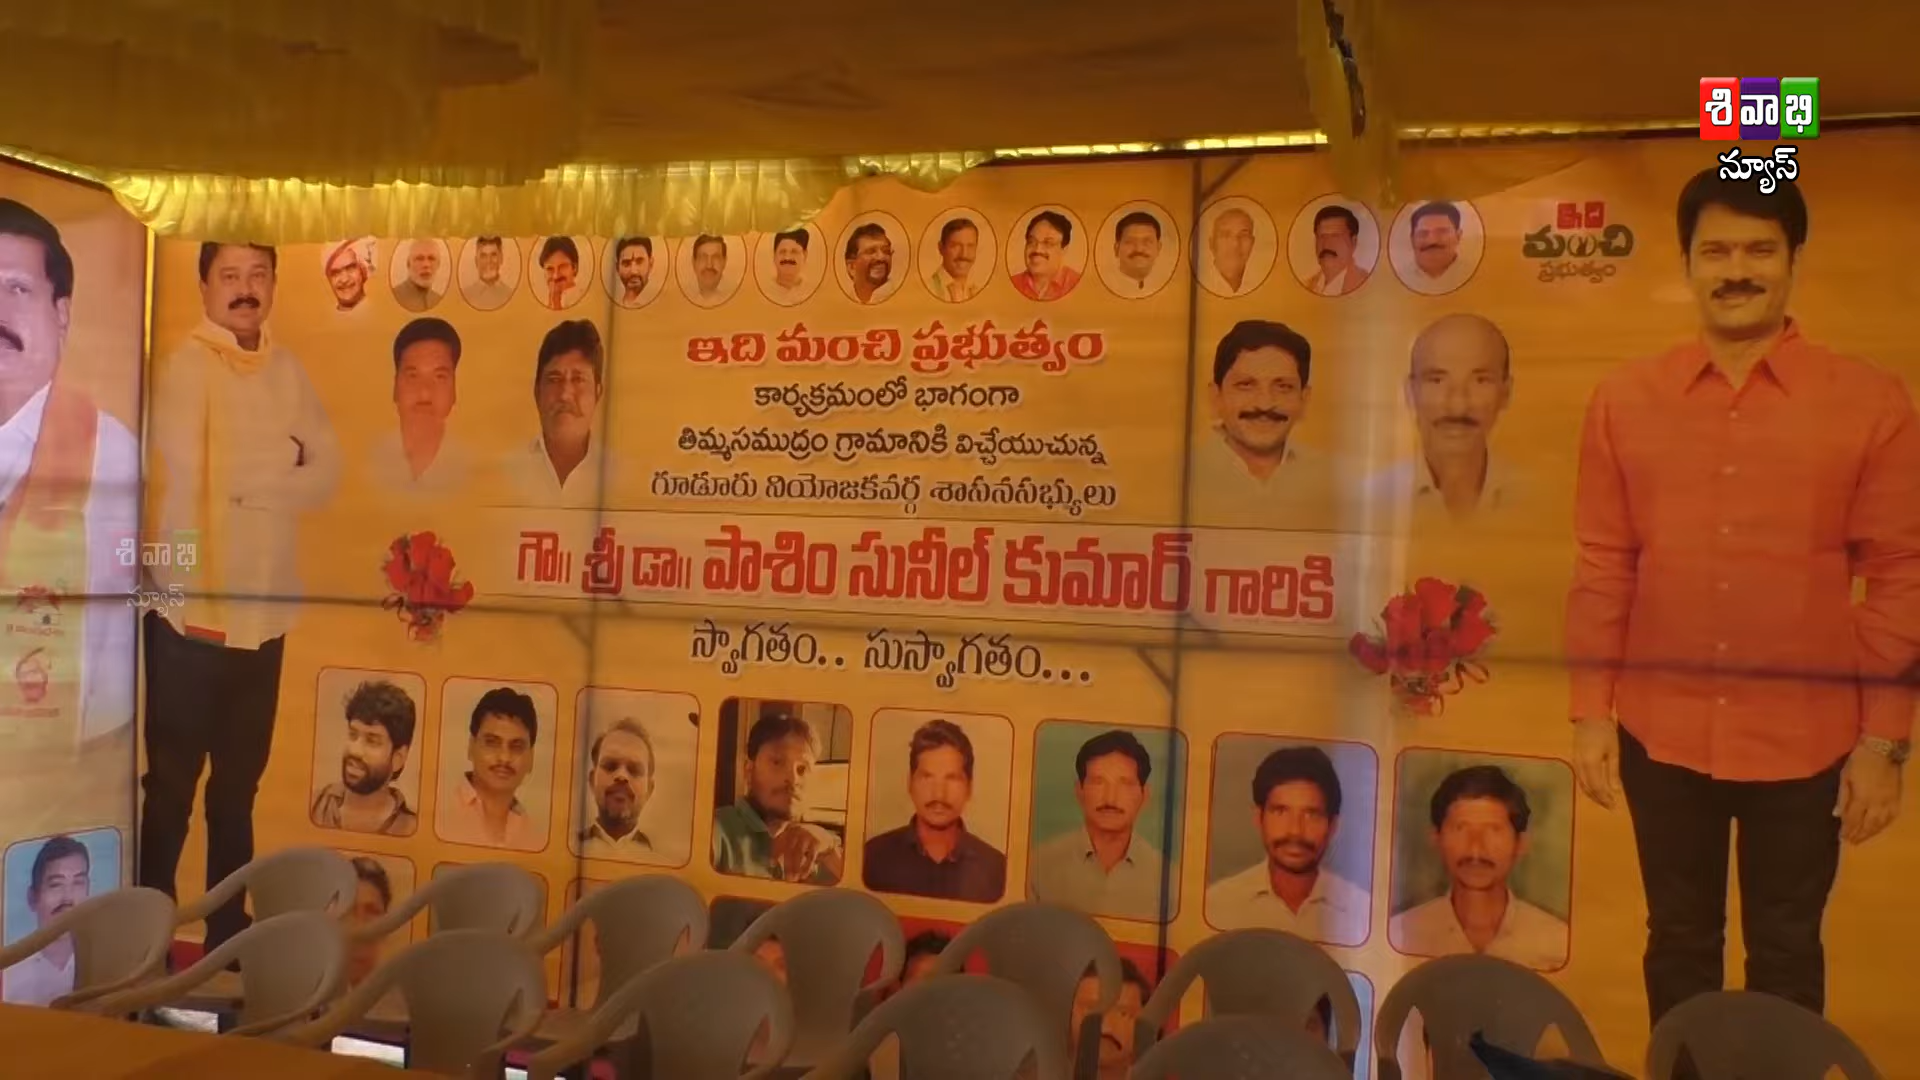 శివాభి
న్యూస్
ఇది
మంచి
ప్రభుత్వం
ఇది మంచి ప్రభుత్వం
కార్యక్రమంలో భాగంగా
తిమ్మసముద్రం గ్రామానికి విచ్చేయుచున్న
గూడూరు నియోజకవర్గ శాసనసభ్యులు
గౌ|| శ్రీ డా|| పాశిం సునీల్ కుమార్ గారికి
స్వాగతం.. సుస్వాగతం...
శివాభి
న్యూస్